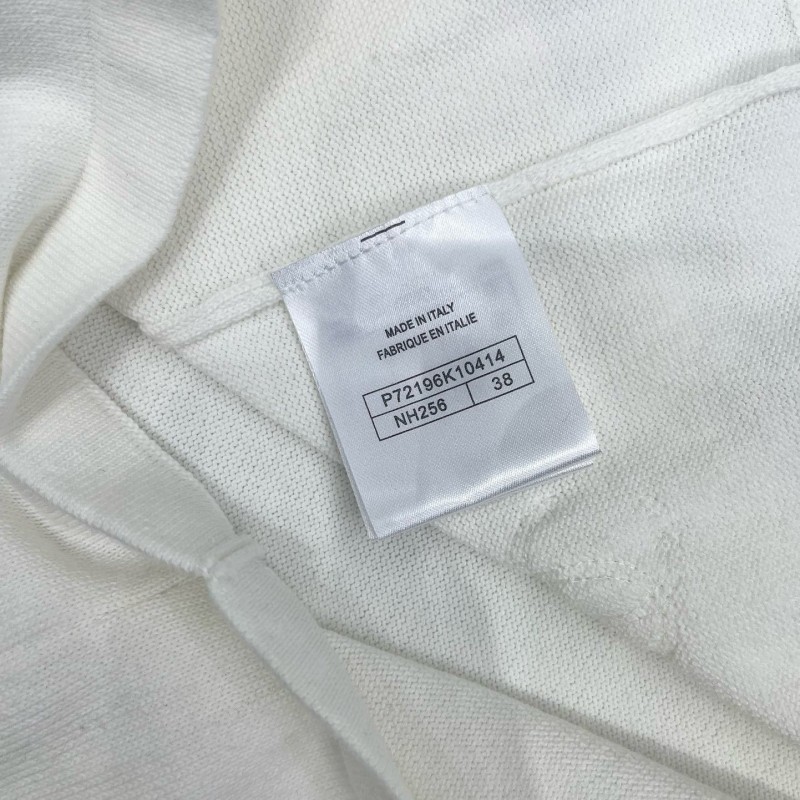 MADE IN ITALY
FABRIQUE EN ITALIE
P72196K10414
NH256 38